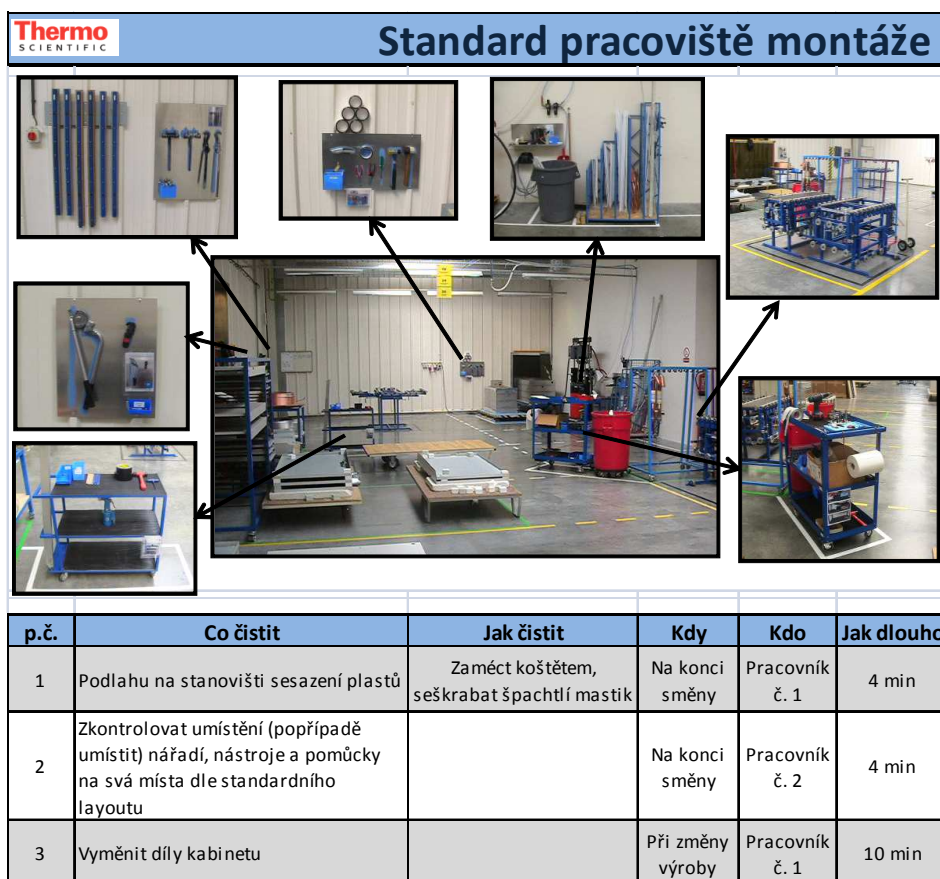 Thermo
SCIENTIFIC
Standard pracoviště montáže
p.č.
Co čistit
Jak čistit
Kdy
Kdo
Jak dlouho
1
Podlahu na stanovišti sesazení plastů
Zaméct koštětem,
seškrabat špachtlí mastik
Na konci
směny
Pracovník
č. 1
4 min
2
Zkontrolovat umístění (popřípadě
umístit) nářadí, nástroje a pomůcky
na svá místa dle standardního
layoutu
Na konci
směny
Pracovník
č. 2
4 min
3
Vyměnit díly kabinetu
Při změny
výroby
Pracovník
č. 1
10 min